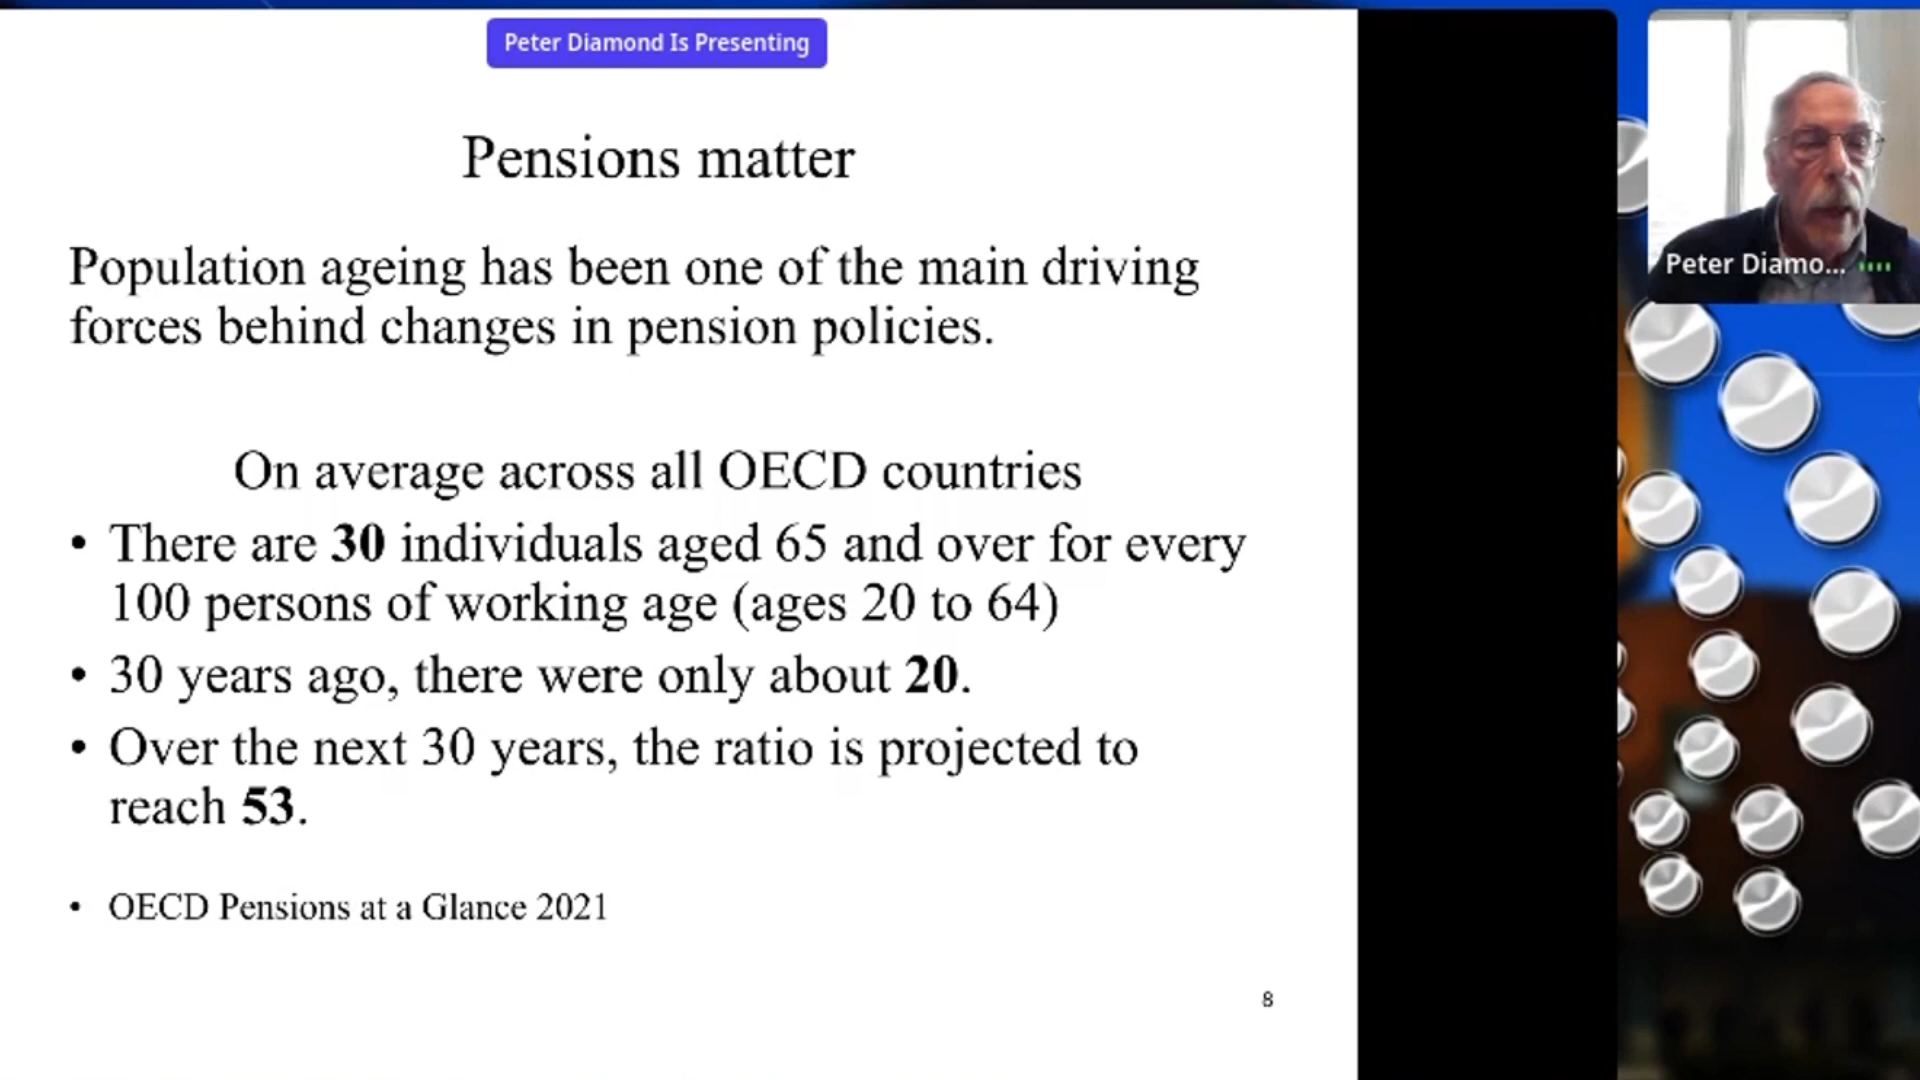 Peter Diamond Is Presenting
Pensions matter
Population ageing has been one of the main driving
forces behind changes in pension policies.
On average across all OECD countries
• There are 30 individuals aged 65 and over for every
100 persons of working age (ages 20 to 64)
• 30 years ago, there were only about 20.
• Over the next 30 years, the ratio is projected to
reach 53.
• OECD Pensions at a Glance 2021
8
Peter Diamo...